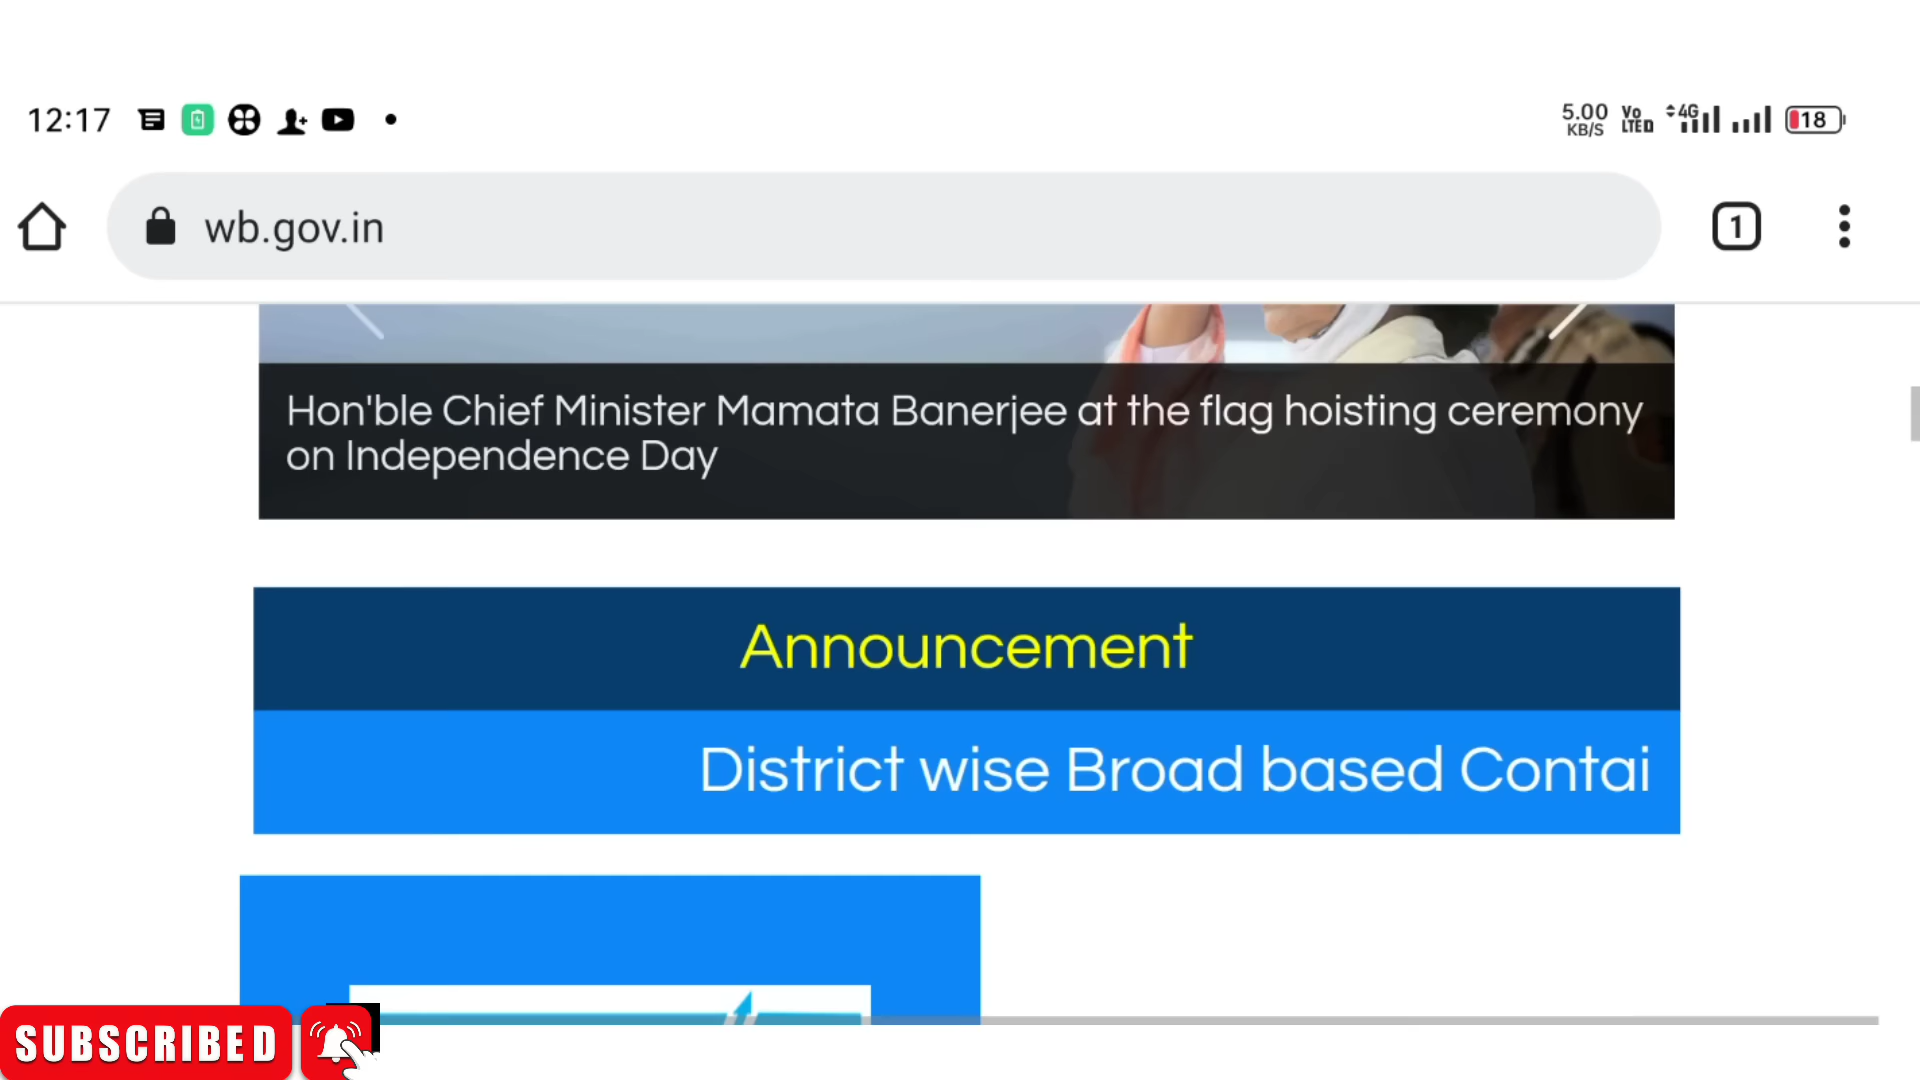 12:17
5.00 KB/S Vo LTE 4G 18
wb.gov.in
1
Hon'ble Chief Minister Mamata Banerjee at the flag hoisting ceremony
on Independence Day
Announcement
District wise Broad based Contai
SUBSCRIBED